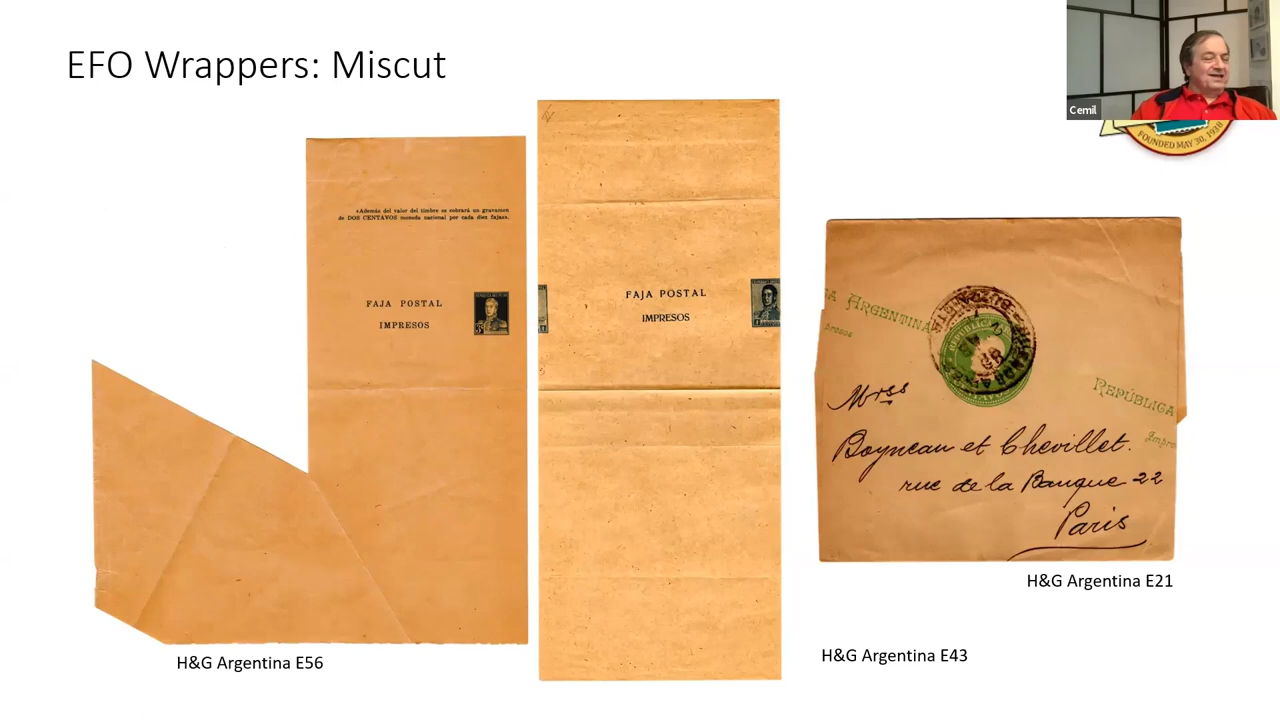 EFO Wrappers: Miscut
Cemil
FOUNDED MAY 30, 1938
«Además del valor del timbre se cobrará un gravamen
de DOS CENTAVOS moneda nacional por cada diez fajas».
FAJA POSTAL
IMPRESOS
FAJA POSTAL
IMPRESOS
ARGENTINA
REPÚBLICA
Mrss
Boyneau et Chevillet.
rue de la Banque 22
Paris
H&G Argentina E21
H&G Argentina E56
H&G Argentina E43